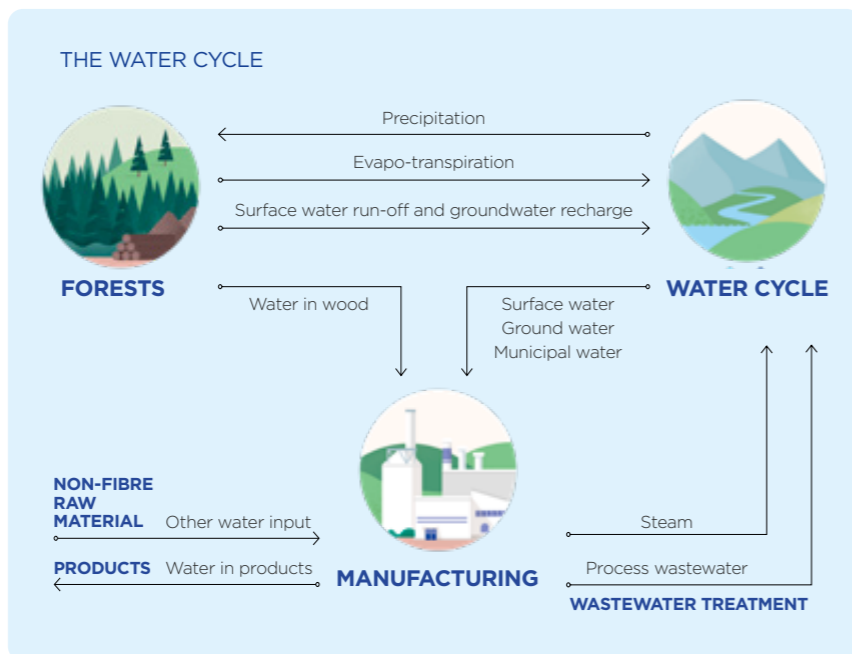 THE WATER CYCLE
Precipitation
Evapo-transpiration
Surface water run-off and groundwater recharge
FORESTS
WATER CYCLE
Water in wood
Surface water
Ground water
Municipal water
NON-FIBRE
RAW
MATERIAL
Other water input
Steam
PRODUCTS
Water in products
MANUFACTURING
Process wastewater
WASTEWATER TREATMENT